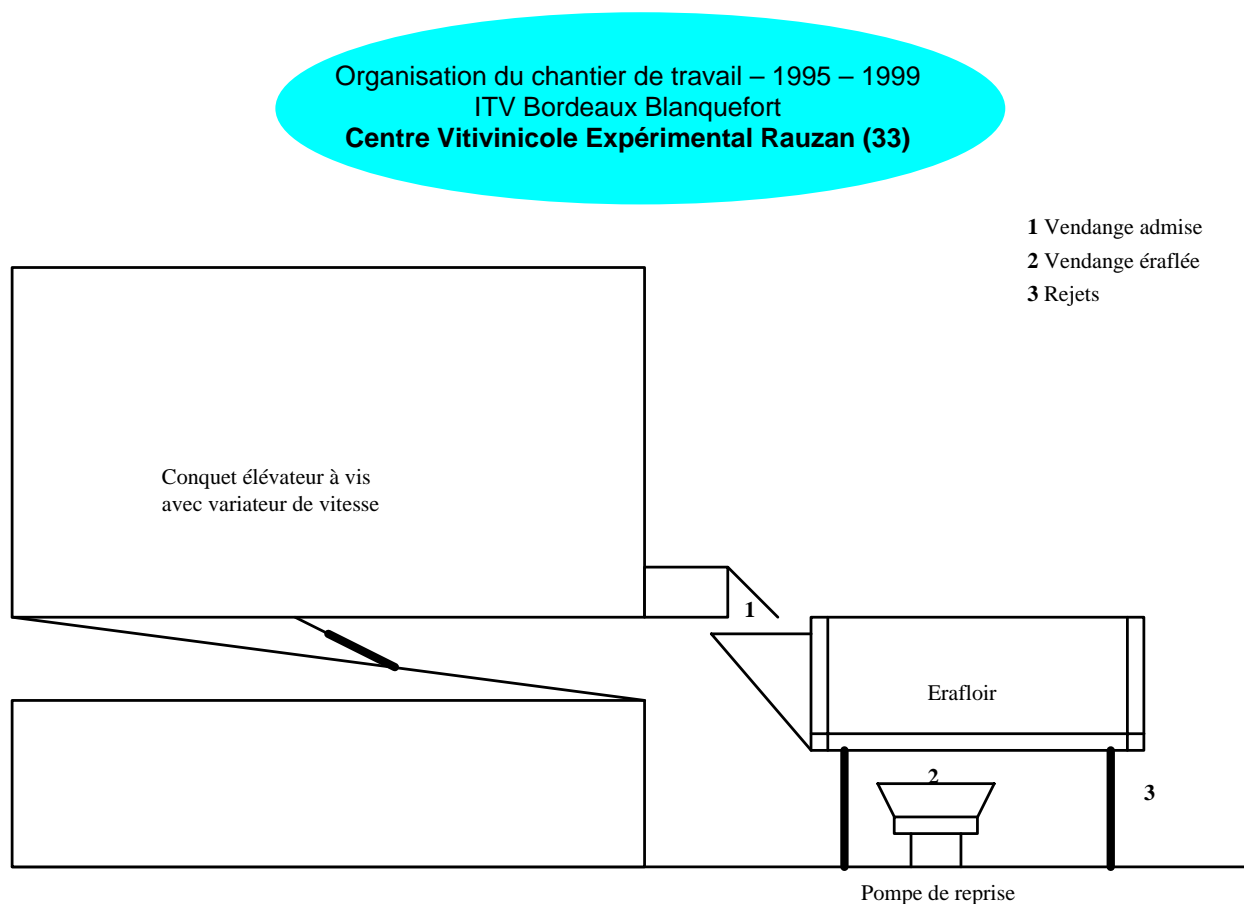 Organisation du chantier de travail – 1995 – 1999
ITV Bordeaux Blanquefort
Centre Vitivinicole Expérimental Rauzan (33)
1 Vendange admise
2 Vendange éraflée
3 Rejets
Conquet élévateur à vis
avec variateur de vitesse
1
Erafloir
2
3
Pompe de reprise